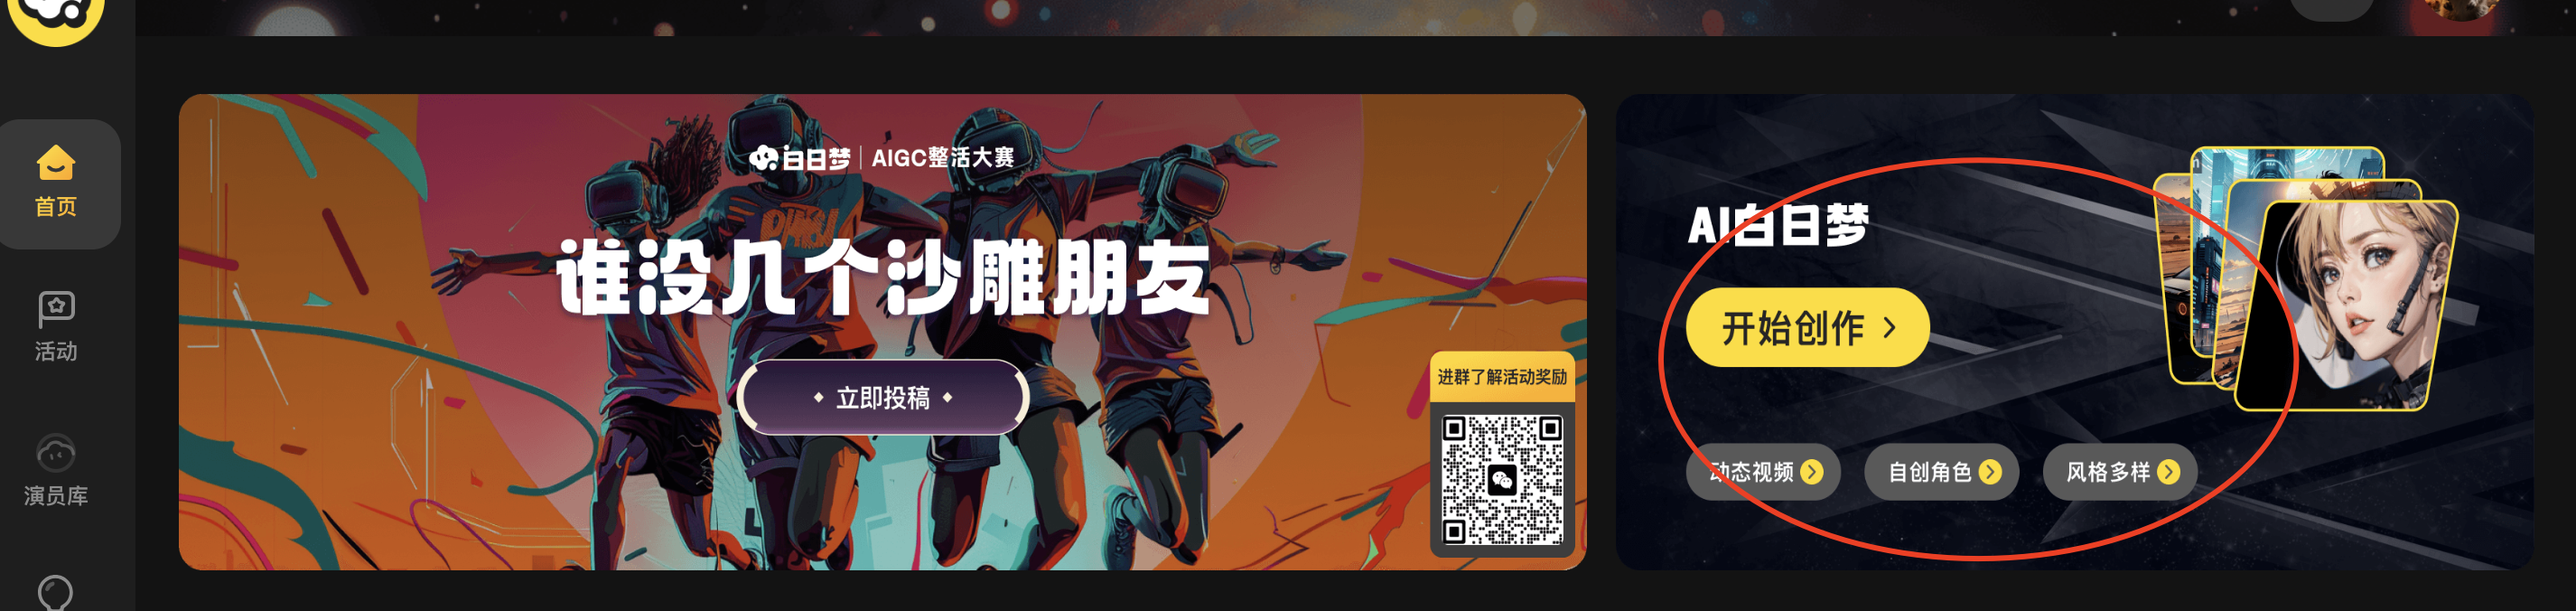 首页
活动
演员库
白日梦 | AIGC整活大赛
谁没几个沙雕朋友
立即投稿
进群了解活动奖励
AI白日梦
开始创作
动态视频
自创角色
风格多样